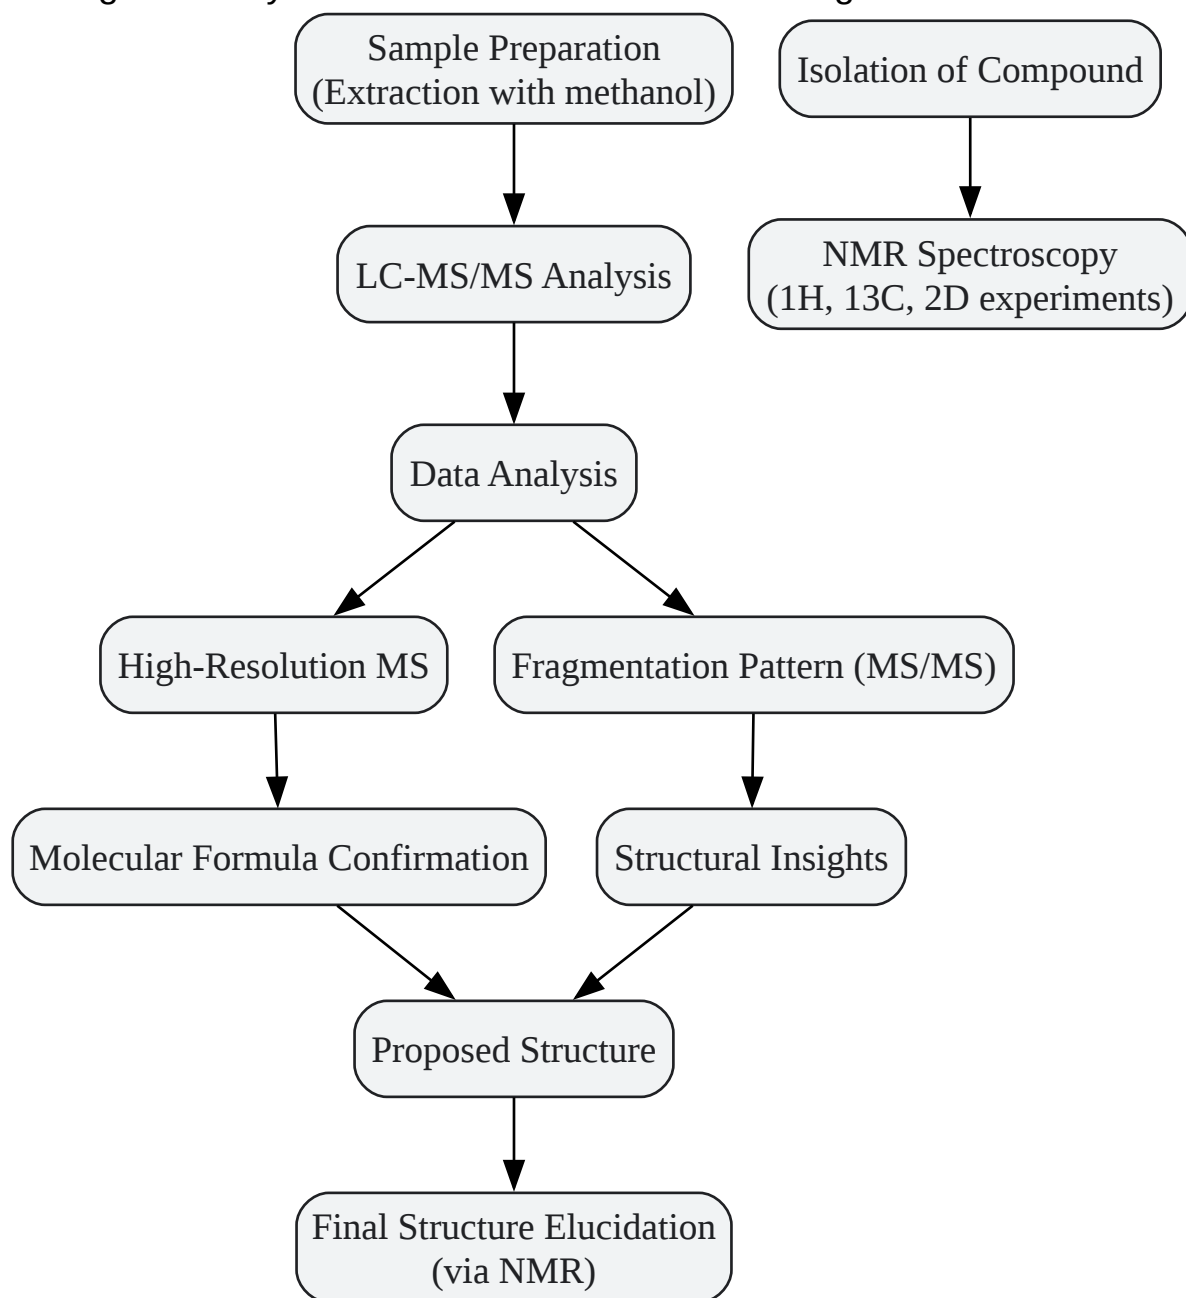 Sample Preparation
(Extraction with methanol)
Isolation of Compound
LC-MS/MS Analysis
NMR Spectroscopy
(1H, 13C, 2D experiments)
Data Analysis
High-Resolution MS
Fragmentation Pattern (MS/MS)
Molecular Formula Confirmation
Structural Insights
Proposed Structure
Final Structure Elucidation
(via NMR)